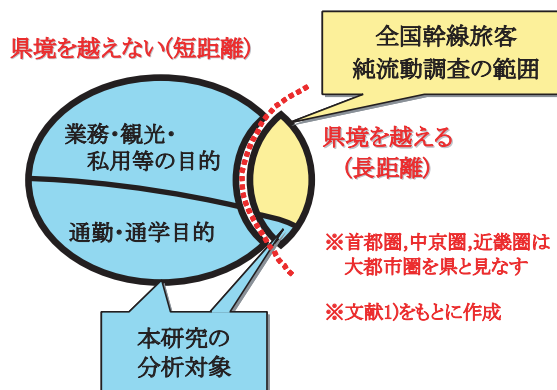 県境を越えない(短距離)
全国幹線旅客
純流動調査の範囲
業務・観光・
私用等の目的
県境を越える
(長距離)
通勤・通学目的
※首都圏,中京圏,近畿圏は
大都市圏を県と見なす
※文献1)をもとに作成
本研究の
分析対象